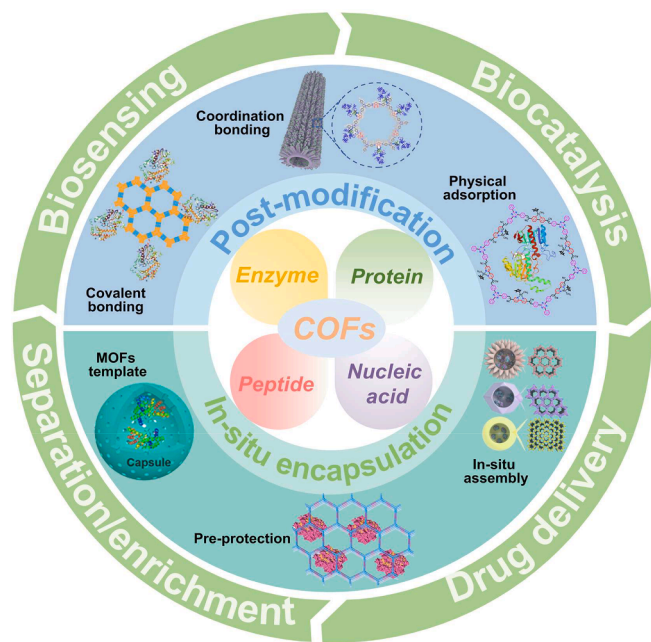 Biosensing
Biocatalysis
Coordination
bonding
Physical
adsorption
Covalent
bonding
Post-modification
Enzyme
Protein
COFs
Peptide
Nucleic
acid
In-situ encapsulation
MOFs
template
Capsule
In-situ
assembly
Pre-protection
Separation/enrichment
Drug delivery